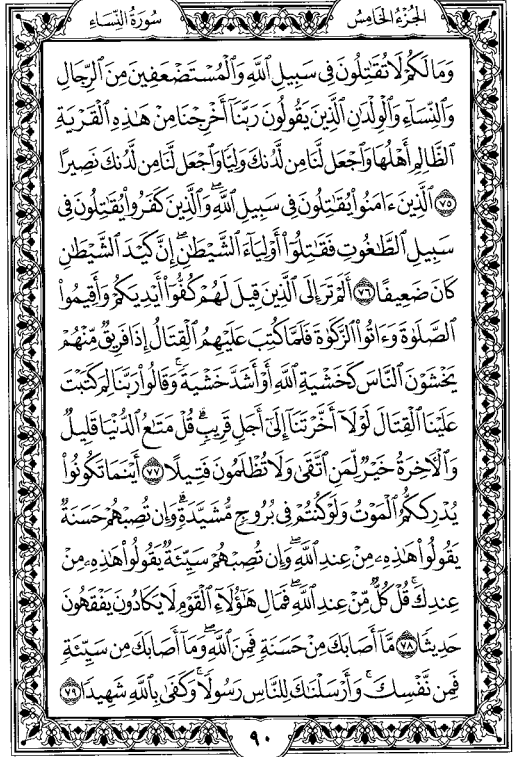 الجزء الخامس
سورة النساء
وَمَا لَكُمْ لَا تُقَٰتِلُونَ فِى سَبِيلِ ٱللَّهِ وَٱلْمُسْتَضْعَفِينَ مِنَ ٱلرِّجَالِ
وَٱلنِّسَآءِ وَٱلْوِلْدَٰنِ ٱلَّذِينَ يَقُولُونَ رَبَّنَآ أَخْرِجْنَا مِنْ هَٰذِهِ ٱلْقَرْيَةِ
ٱلظَّالِمِ أَهْلُهَا وَٱجْعَل لَّنَا مِن لَّدُنكَ وَلِيًّا وَٱجْعَل لَّنَا مِن لَّدُنكَ نَصِيرًا
۝٧٥ ٱلَّذِينَ ءَامَنُوا۟ يُقَٰتِلُونَ فِى سَبِيلِ ٱللَّهِۖ وَٱلَّذِينَ كَفَرُوا۟ يُقَٰتِلُونَ فِى
سَبِيلِ ٱلطَّٰغُوتِ فَقَٰتِلُوٓا۟ أَوْلِيَآءَ ٱلشَّيْطَٰنِۖ إِنَّ كَيْدَ ٱلشَّيْطَٰنِ
كَانَ ضَعِيفًا ۝٧٦ أَلَمْ تَرَ إِلَى ٱلَّذِينَ قِيلَ لَهُمْ كُفُّوٓا۟ أَيْدِيَكُمْ وَأَقِيمُوا۟
ٱلصَّلَوٰةَ وَءَاتُوا۟ ٱلزَّكَوٰةَ فَلَمَّا كُتِبَ عَلَيْهِمُ ٱلْقِتَالُ إِذَا فَرِيقٌ مِّنْهُمْ
يَخْشَوْنَ ٱلنَّاسَ كَخَشْيَةِ ٱللَّهِ أَوْ أَشَدَّ خَشْيَةًۚ وَقَالُوا۟ رَبَّنَا لِمَ كَتَبْتَ
عَلَيْنَا ٱلْقِتَالَ لَوْلَآ أَخَّرْتَنَآ إِلَىٰٓ أَجَلٍ قَرِيبٍۗ قُلْ مَتَٰعُ ٱلدُّنْيَا قَلِيلٌ
وَٱلْءَاخِرَةُ خَيْرٌ لِّمَنِ ٱتَّقَىٰ وَلَا تُظْلَمُونَ فَتِيلًا ۝٧٧ أَيْنَمَا تَكُونُوا۟
يُدْرِككُّمُ ٱلْمَوْتُ وَلَوْ كُنتُمْ فِى بُرُوجٍ مُّشَيَّدَةٍۗ وَإِن تُصِبْهُمْ حَسَنَةٌ
يَقُولُوا۟ هَٰذِهِۦ مِنْ عِندِ ٱللَّهِۖ وَإِن تُصِبْهُمْ سَيِّئَةٌ يَقُولُوا۟ هَٰذِهِۦ مِنْ
عِندِكَۚ قُلْ كُلٌّ مِّنْ عِندِ ٱللَّهِۖ فَمَالِ هَٰٓؤُلَآءِ ٱلْقَوْمِ لَا يَكَادُونَ يَفْقَهُونَ
حَدِيثًا ۝٧٨ مَّآ أَصَابَكَ مِنْ حَسَنَةٍ فَمِنَ ٱللَّهِۖ وَمَآ أَصَابَكَ مِن سَيِّئَةٍ
فَمِن نَّفْسِكَۚ وَأَرْسَلْنَٰكَ لِلنَّاسِ رَسُولًاۚ وَكَفَىٰ بِٱللَّهِ شَهِيدًا ۝٧٩
٩٠